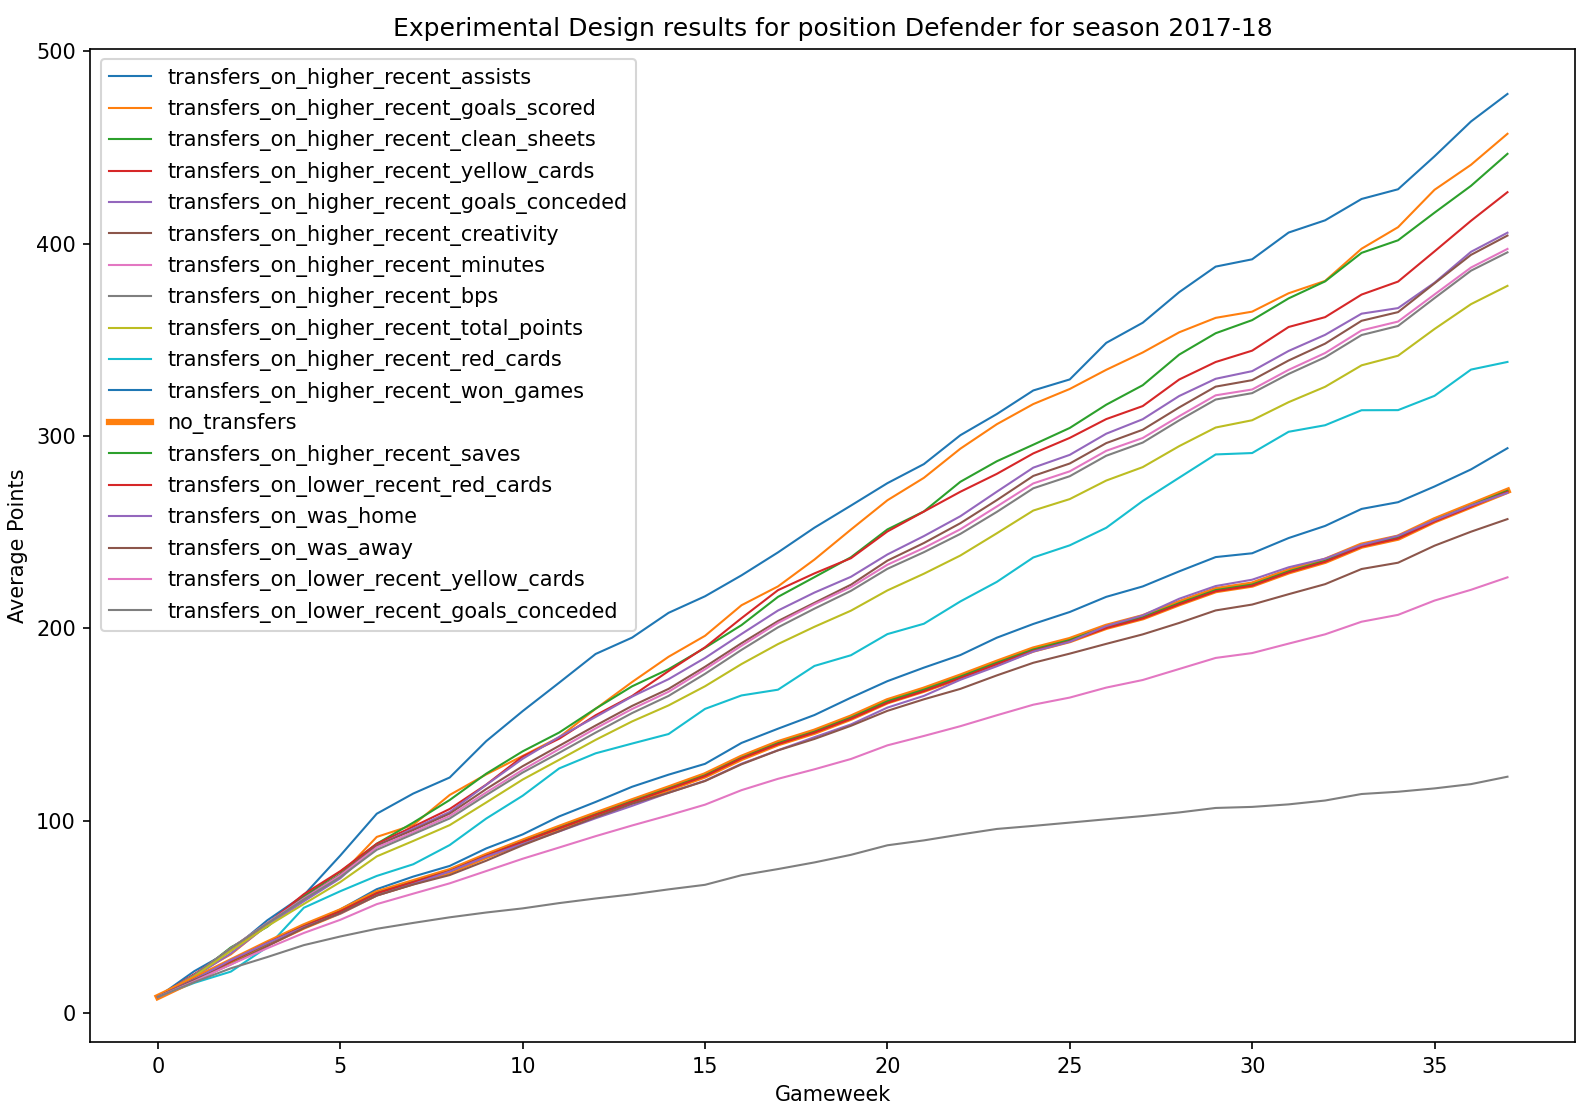 Experimental Design results for position Defender for season 2017-18
500
400
300
200
100
0
Average Points
transfers_on_higher_recent_assists
transfers_on_higher_recent_goals_scored
transfers_on_higher_recent_clean_sheets
transfers_on_higher_recent_yellow_cards
transfers_on_higher_recent_goals_conceded
transfers_on_higher_recent_creativity
transfers_on_higher_recent_minutes
transfers_on_higher_recent_bps
transfers_on_higher_recent_total_points
transfers_on_higher_recent_red_cards
transfers_on_higher_recent_won_games
no_transfers
transfers_on_higher_recent_saves
transfers_on_lower_recent_red_cards
transfers_on_was_home
transfers_on_was_away
transfers_on_lower_recent_yellow_cards
transfers_on_lower_recent_goals_conceded
0 5 10 15 20 25 30 35
Gameweek